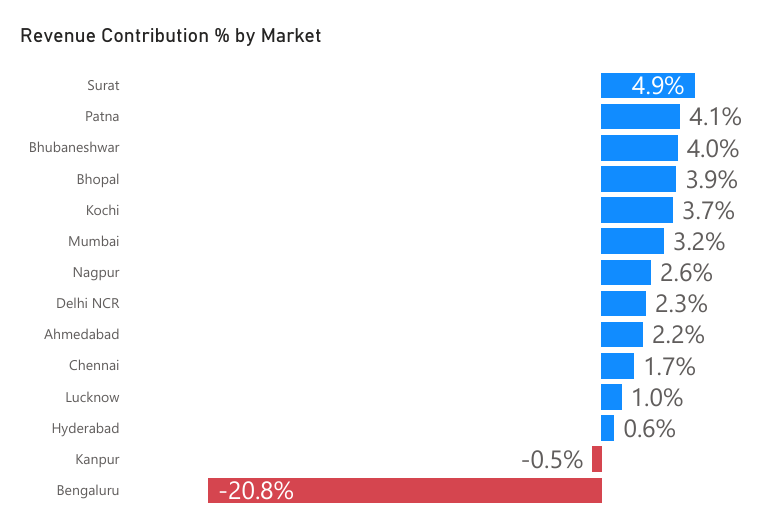 Revenue Contribution % by Market
Surat 4.9%
Patna 4.1%
Bhubaneshwar 4.0%
Bhopal 3.9%
Kochi 3.7%
Mumbai 3.2%
Nagpur 2.6%
Delhi NCR 2.3%
Ahmedabad 2.2%
Chennai 1.7%
Lucknow 1.0%
Hyderabad 0.6%
Kanpur -0.5%
Bengaluru -20.8%